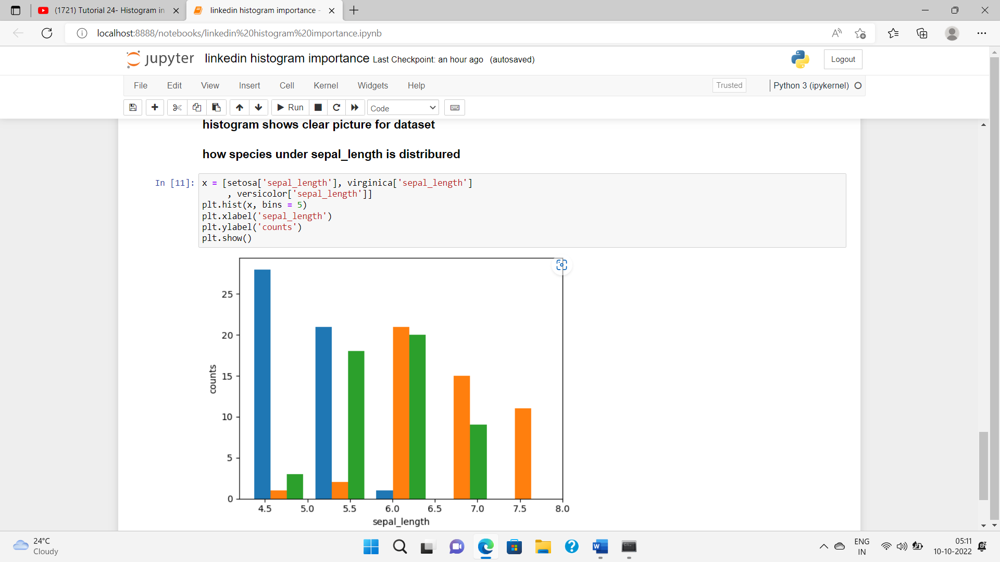 (1721) Tutorial 24- Histogram in
linkedin histogram importance -
localhost:8888/notebooks/linkedin%20histogram%20importance.ipynb
jupyter linkedin histogram importance Last Checkpoint: an hour ago (autosaved)
Logout
File Edit View Insert Cell Kernel Widgets Help
Trusted
Python 3 (ipykernel)
Run
Code
histogram shows clear picture for dataset
how species under sepal_length is distribured
In [11]: x = [setosa['sepal_length'], virginica['sepal_length']
, versicolor['sepal_length']]
plt.hist(x, bins = 5)
plt.xlabel('sepal_length')
plt.ylabel('counts')
plt.show()
25
20
15
10
5
0
counts
4.5 5.0 5.5 6.0 6.5 7.0 7.5 8.0
sepal_length
24°C
Cloudy
ENG
IN
05:11
10-10-2022